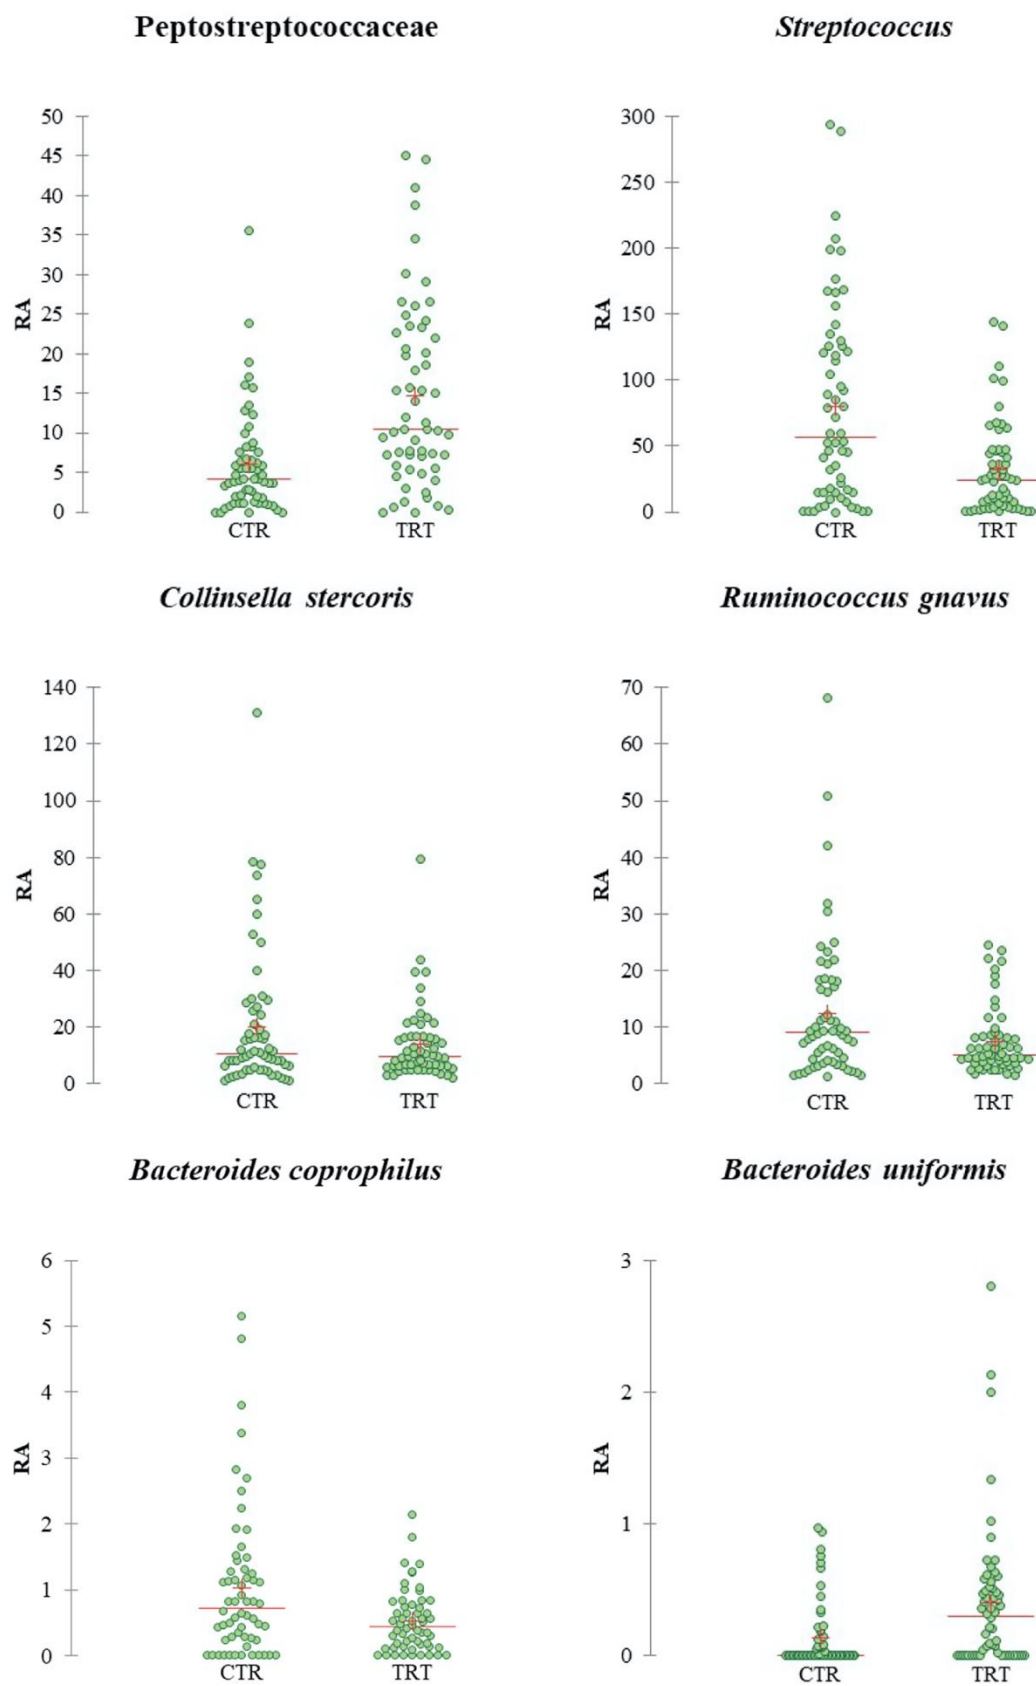 Peptostreptococcaceae
50
45
40
35
30
25
20
15
10
5
0
RA
CTR
TRT
Streptococcus
300
250
200
150
100
50
0
RA
CTR
TRT
Collinsella stercoris
140
120
100
80
60
40
20
0
RA
CTR
TRT
Ruminococcus gnavus
70
60
50
40
30
20
10
0
RA
CTR
TRT
Bacteroides coprophilus
6
5
4
3
2
1
0
RA
CTR
TRT
Bacteroides uniformis
3
2
1
0
RA
CTR
TRT